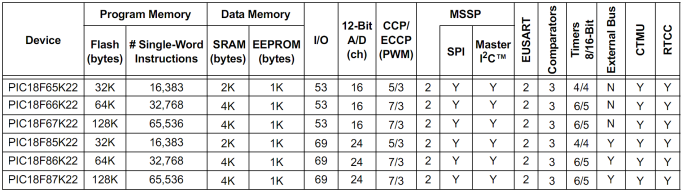 Device Program Memory Data Memory I/O 12-Bit A/D (ch) CCP/ ECCP (PWM) MSSP EUSART Comparators Timers 8/16-Bit External Bus CTMU RTCC
Flash (bytes) # Single-Word Instructions SRAM (bytes) EEPROM (bytes) SPI Master I²C™
PIC18F65K22 32K 16,383 2K 1K 53 16 5/3 2 Y Y 2 3 4/4 N Y Y
PIC18F66K22 64K 32,768 4K 1K 53 16 7/3 2 Y Y 2 3 6/5 N Y Y
PIC18F67K22 128K 65,536 4K 1K 53 16 7/3 2 Y Y 2 3 6/5 N Y Y
PIC18F85K22 32K 16,383 2K 1K 69 24 5/3 2 Y Y 2 3 4/4 Y Y Y
PIC18F86K22 64K 32,768 4K 1K 69 24 7/3 2 Y Y 2 3 6/5 Y Y Y
PIC18F87K22 128K 65,536 4K 1K 69 24 7/3 2 Y Y 2 3 6/5 Y Y Y